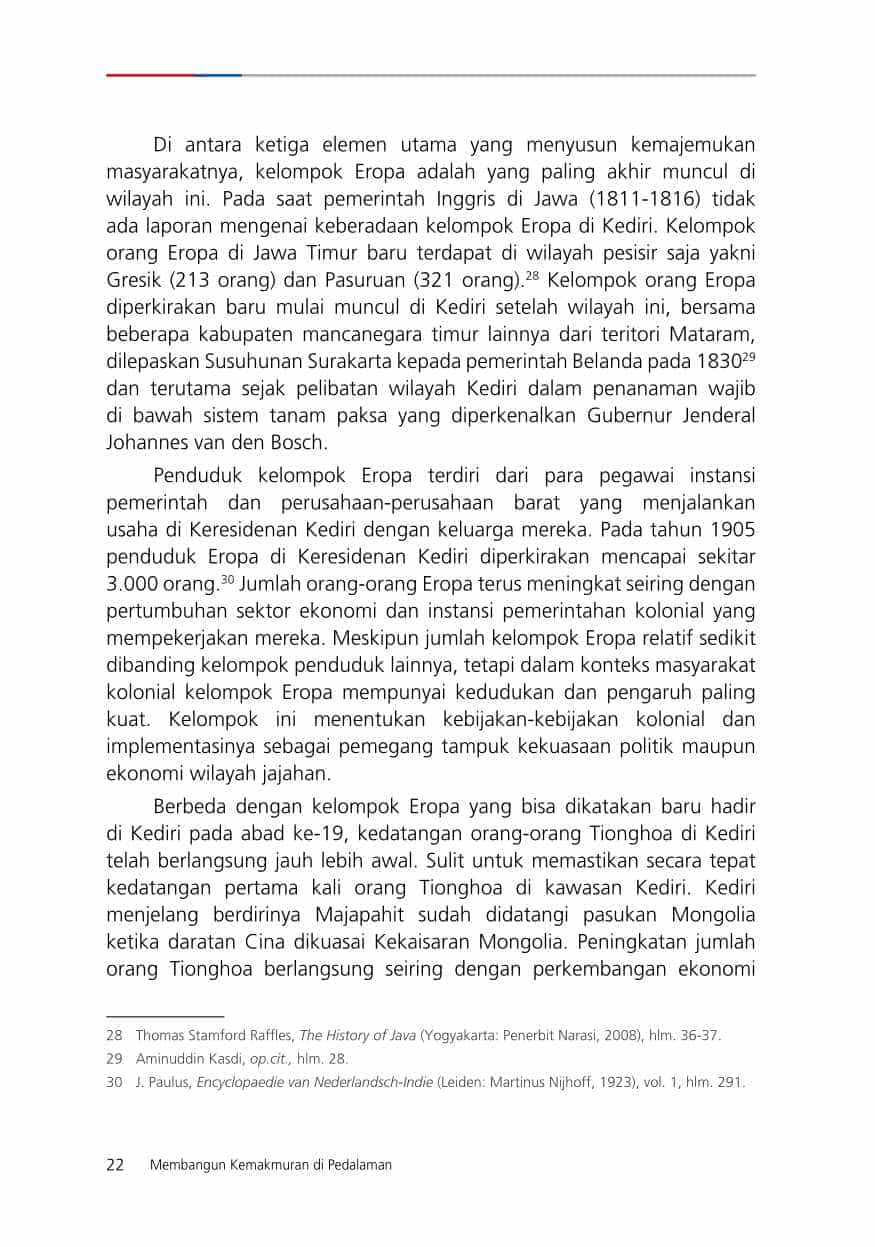 Di antara ketiga elemen utama yang menyusun kemajemukan
masyarakatnya, kelompok Eropa adalah yang paling akhir muncul di
wilayah ini. Pada saat pemerintah Inggris di Jawa (1811-1816) tidak
ada laporan mengenai keberadaan kelompok Eropa di Kediri. Kelompok
orang Eropa di Jawa Timur baru terdapat di wilayah pesisir saja yakni
Gresik (213 orang) dan Pasuruan (321 orang).²⁸ Kelompok orang Eropa
diperkirakan baru mulai muncul di Kediri setelah wilayah ini, bersama
beberapa kabupaten mancanegara timur lainnya dari teritori Mataram,
dilepaskan Susuhunan Surakarta kepada pemerintah Belanda pada 1830²⁹
dan terutama sejak pelibatan wilayah Kediri dalam penanaman wajib
di bawah sistem tanam paksa yang diperkenalkan Gubernur Jenderal
Johannes van den Bosch.
Penduduk kelompok Eropa terdiri dari para pegawai instansi
pemerintah dan perusahaan-perusahaan barat yang menjalankan
usaha di Keresidenan Kediri dengan keluarga mereka. Pada tahun 1905
penduduk Eropa di Keresidenan Kediri diperkirakan mencapai sekitar
3.000 orang.³⁰ Jumlah orang-orang Eropa terus meningkat seiring dengan
pertumbuhan sektor ekonomi dan instansi pemerintahan kolonial yang
mempekerjakan mereka. Meskipun jumlah kelompok Eropa relatif sedikit
dibanding kelompok penduduk lainnya, tetapi dalam konteks masyarakat
kolonial kelompok Eropa mempunyai kedudukan dan pengaruh paling
kuat. Kelompok ini menentukan kebijakan-kebijakan kolonial dan
implementasinya sebagai pemegang tampuk kekuasaan politik maupun
ekonomi wilayah jajahan.
Berbeda dengan kelompok Eropa yang bisa dikatakan baru hadir
di Kediri pada abad ke-19, kedatangan orang-orang Tionghoa di Kediri
telah berlangsung jauh lebih awal. Sulit untuk memastikan secara tepat
kedatangan pertama kali orang Tionghoa di kawasan Kediri. Kediri
menjelang berdirinya Majapahit sudah didatangi pasukan Mongolia
ketika daratan Cina dikuasai Kekaisaran Mongolia. Peningkatan jumlah
orang Tionghoa berlangsung seiring dengan perkembangan ekonomi
28 Thomas Stamford Raffles, The History of Java (Yogyakarta: Penerbit Narasi, 2008), hlm. 36-37.
29 Aminuddin Kasdi, op.cit., hlm. 28.
30 J. Paulus, Encyclopaedie van Nederlandsch-Indie (Leiden: Martinus Nijhoff, 1923), vol. 1, hlm. 291.
22 Membangun Kemakmuran di Pedalaman